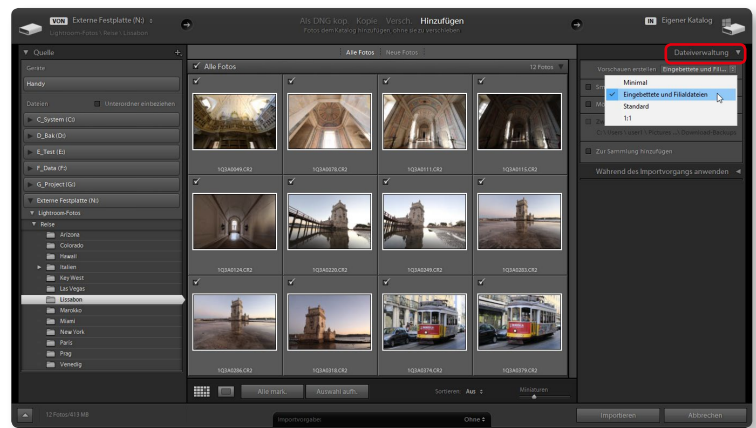 VON Externe Festplatte (N:)
Lightroom-Fotos \ Reise \ Lissabon
Als DNG kop. Kopie Versch. Hinzufügen
Fotos dem Katalog hinzufügen, ohne sie zu verschieben
IN Eigener Katalog
Quelle
Geräte
Handy
Dateien Unterordner einbeziehen
C_System (C:)
D_Bak (D:)
E_Test (E:)
F_Data (F:)
G_Project (G:)
Externe Festplatte (N:)
Lightroom-Fotos
Reise
Arizona
Colorado
Hawaii
Italien
Key West
Las Vegas
Lissabon
Marokko
Miami
New York
Paris
Prag
Venedig
Alle Fotos Neue Fotos
Alle Fotos 12 Fotos
1Q3A0049.CR2 1Q3A0078.CR2 1Q3A0111.CR2 1Q3A0115.CR2
1Q3A0124.CR2 1Q3A0220.CR2 1Q3A0249.CR2 1Q3A0283.CR2
1Q3A0286.CR2 1Q3A0318.CR2 1Q3A0374.CR2 1Q3A0379.CR2
Alle mark. Auswahl aufh. Sortieren: Aus Miniaturen
Dateiverwaltung
Vorschauen erstellen Eingebettete und Fili...
Minimal
Eingebettete und Filialdateien
Standard
1:1
Zur Sammlung hinzufügen
Während des Importvorgangs anwenden
12 Fotos/413 MB
Importvorgabe: Ohne
Importieren Abbrechen